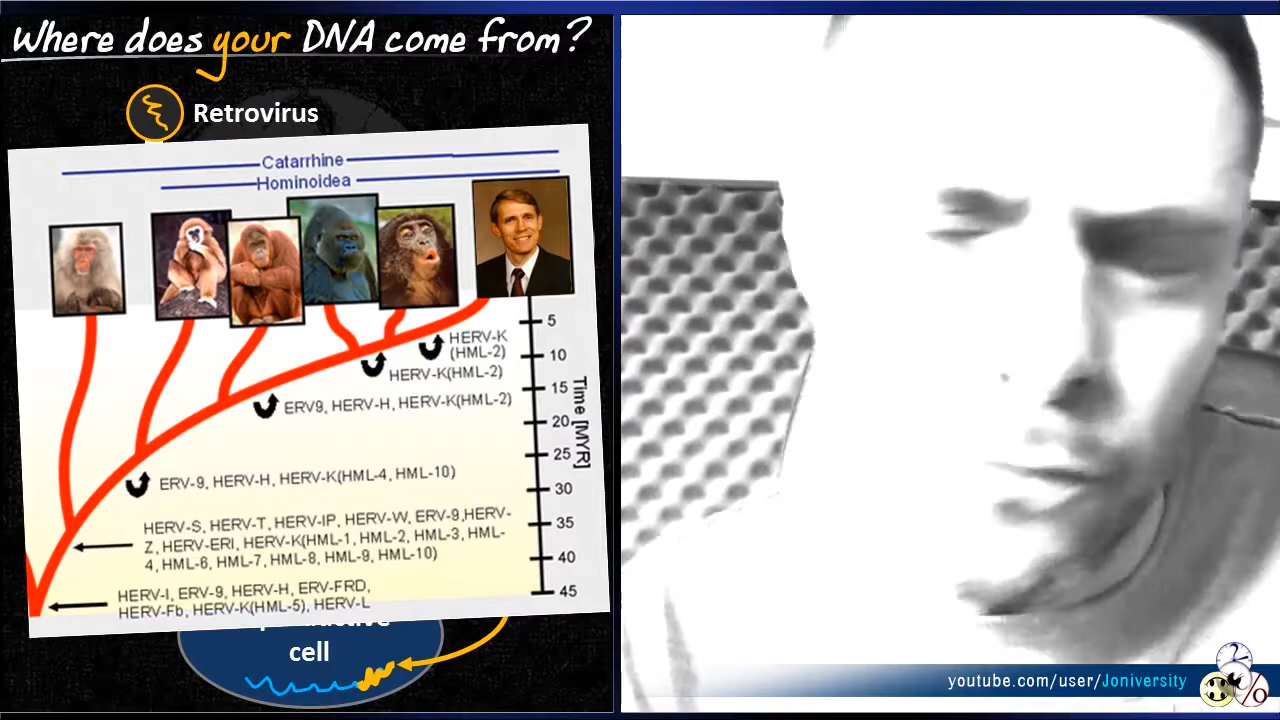 Where does your DNA come from?
Retrovirus
Catarrhine
Hominoidea
5
HERV-K
(HML-2)
10
HERV-K(HML-2)
15
ERV9, HERV-H, HERV-K(HML-2)
20
Time [MYR]
25
ERV-9, HERV-H, HERV-K(HML-4, HML-10)
30
HERV-S, HERV-T, HERV-IP, HERV-W, ERV-9,HERV-
Z, HERV-ERI, HERV-K(HML-1, HML-2, HML-3, HML-
4, HML-6, HML-7, HML-8, HML-9, HML-10)
35
40
HERV-I, ERV-9, HERV-H, ERV-FRD,
HERV-Fb, HERV-K(HML-5), HERV-L
45
cell
youtube.com/user/Joniversity
2
%